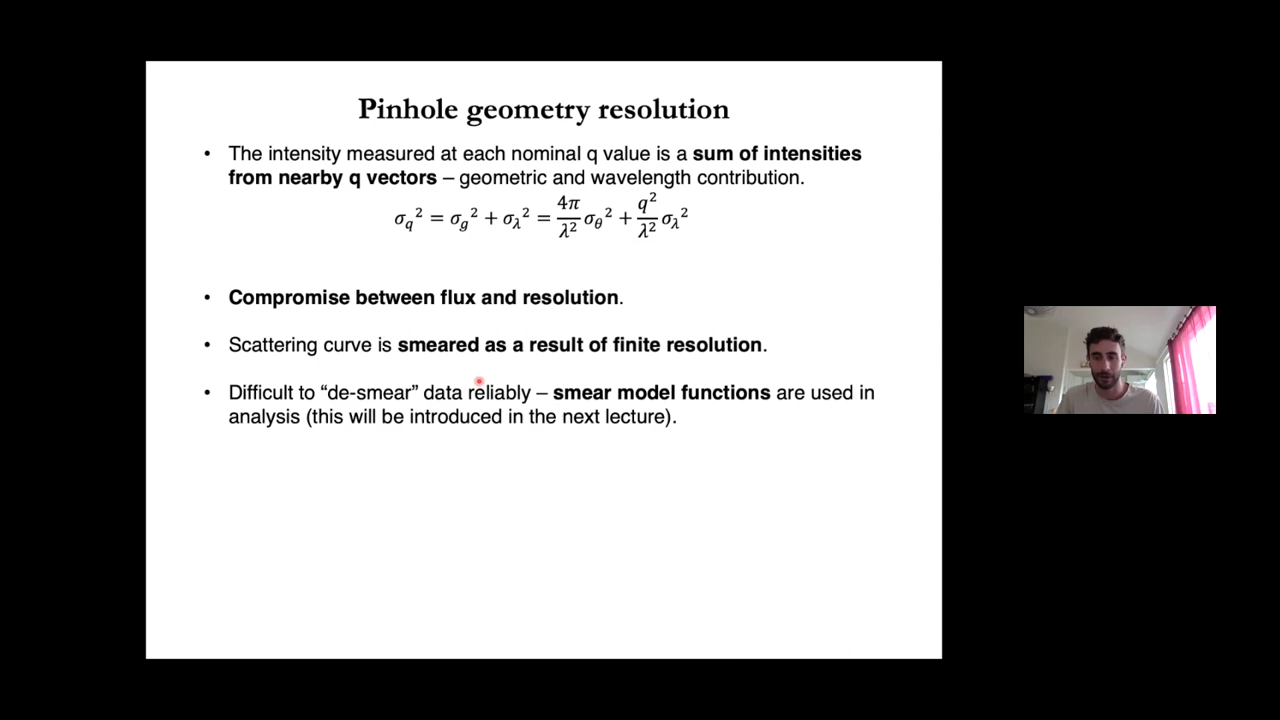 Pinhole geometry resolution
• The intensity measured at each nominal q value is a sum of intensities
from nearby q vectors – geometric and wavelength contribution.
σ_q² = σ_g² + σ_λ² = 4π/λ² σ_θ² + q²/λ² σ_λ²
• Compromise between flux and resolution.
• Scattering curve is smeared as a result of finite resolution.
• Difficult to “de-smear” data reliably – smear model functions are used in
analysis (this will be introduced in the next lecture).